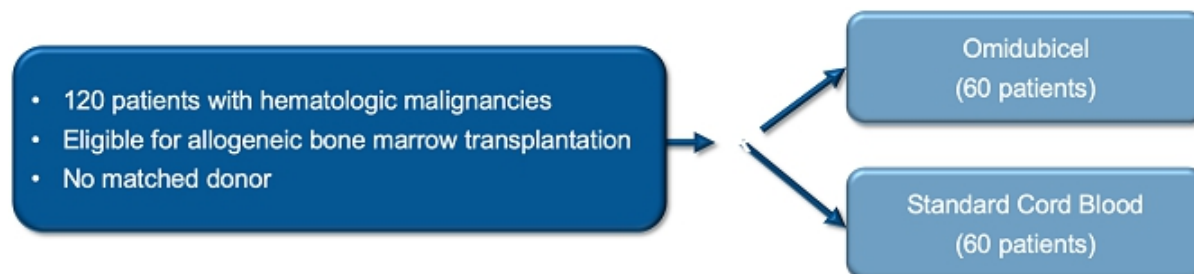 • 120 patients with hematologic malignancies
• Eligible for allogeneic bone marrow transplantation
• No matched donor
Omidubicel
(60 patients)
Standard Cord Blood
(60 patients)